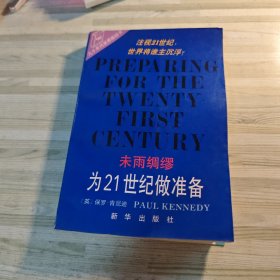 注视21世纪:
世界将谁主沉浮?
PREPARING
FOR THE
TWENTY
FIRST
CENTURY
未雨绸缪
为21世纪做准备
〔英〕保罗·肯尼迪 PAUL KENNEDY
新华出版社